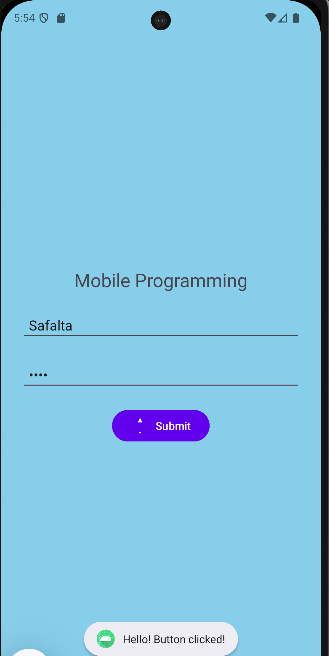 5:54
Mobile Programming
Safalta
••••
Submit
Hello! Button clicked!